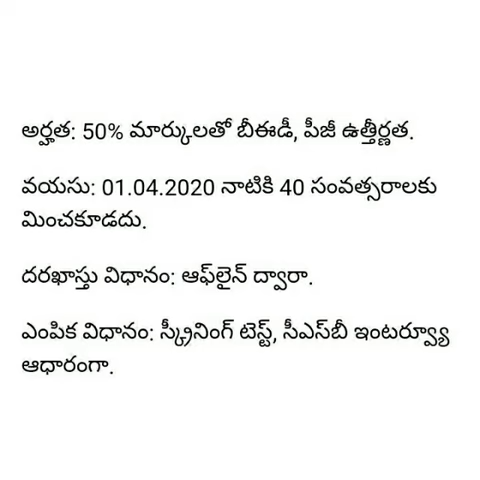 అర్హత: 50% మార్కులతో బీఈడీ, పీజీ ఉత్తీర్ణత.
వయసు: 01.04.2020 నాటికి 40 సంవత్సరాలకు
మించకూడదు.
దరఖాస్తు విధానం: ఆఫ్‌లైన్ ద్వారా.
ఎంపిక విధానం: స్క్రీనింగ్ టెస్ట్, సీఎస్‌బీ ఇంటర్వ్యూ
ఆధారంగా.